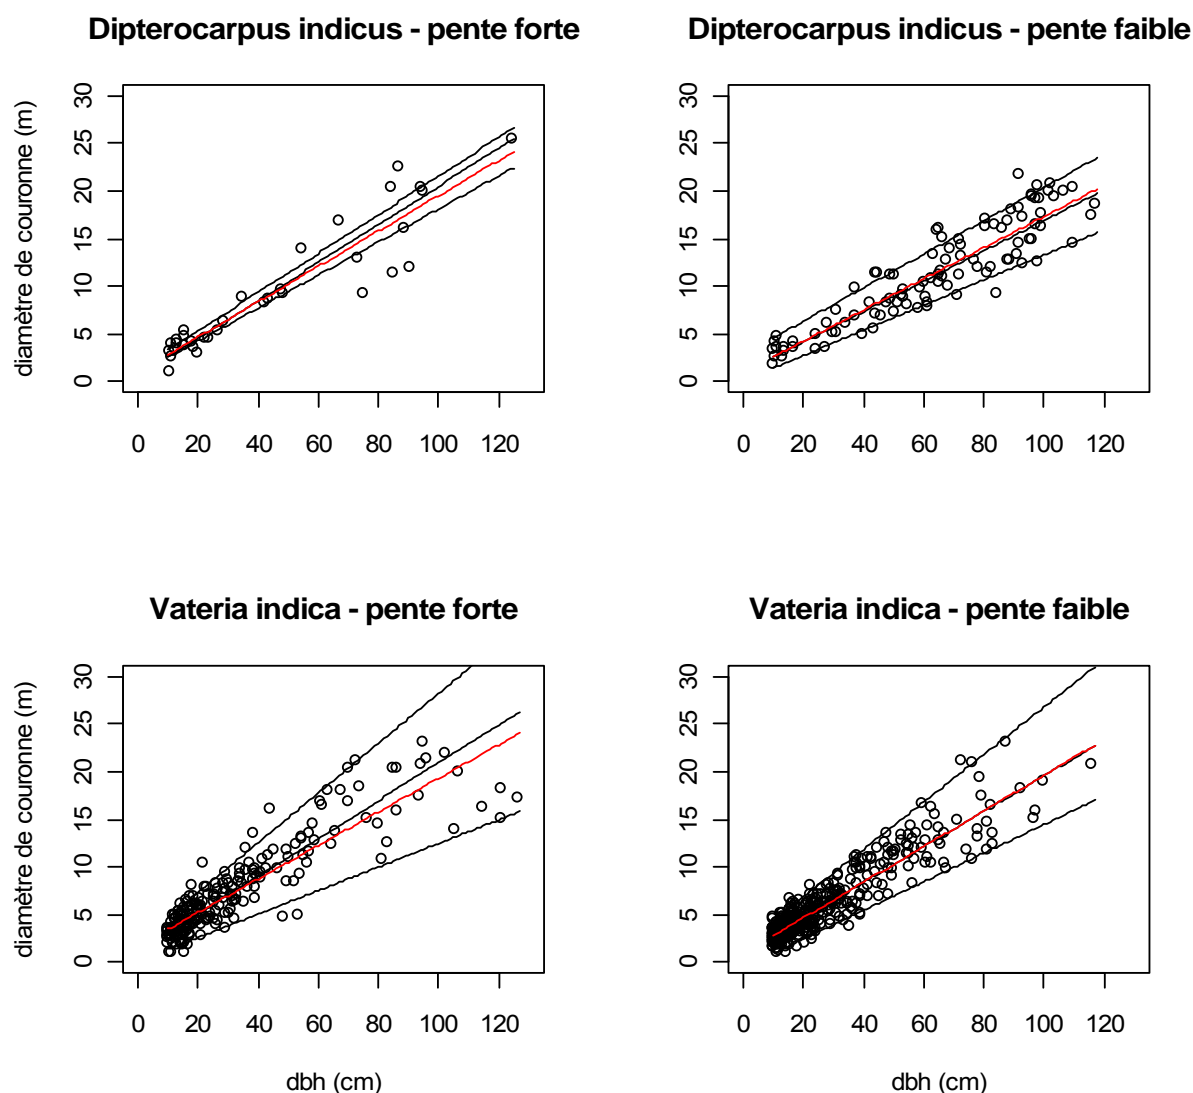 Dipterocarpus indicus - pente forte
Dipterocarpus indicus - pente faible
diamètre de couronne (m)
30
25
20
15
10
5
0
0 20 40 60 80 100 120
30
25
20
15
10
5
0
0 20 40 60 80 100 120
Vateria indica - pente forte
Vateria indica - pente faible
diamètre de couronne (m)
30
25
20
15
10
5
0
0 20 40 60 80 100 120
dbh (cm)
30
25
20
15
10
5
0
0 20 40 60 80 100 120
dbh (cm)